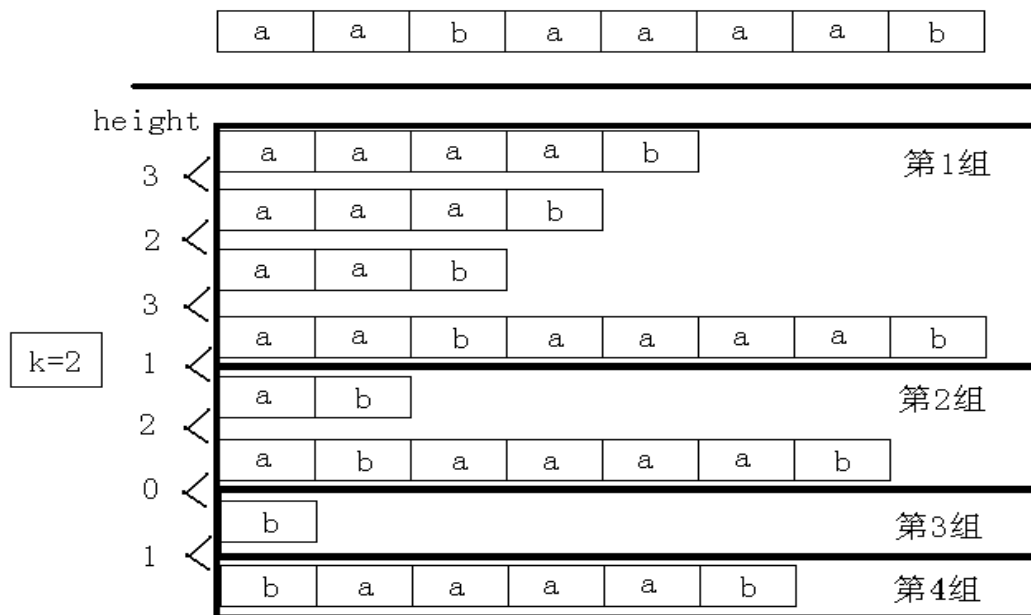 a a b a a a a b
height
a a a a b 第1组
3
a a a b
2
a a b
3
a a b a a a a b
k=2 1
a b 第2组
2
a b a a a a b
0
b 第3组
1
b a a a a b 第4组